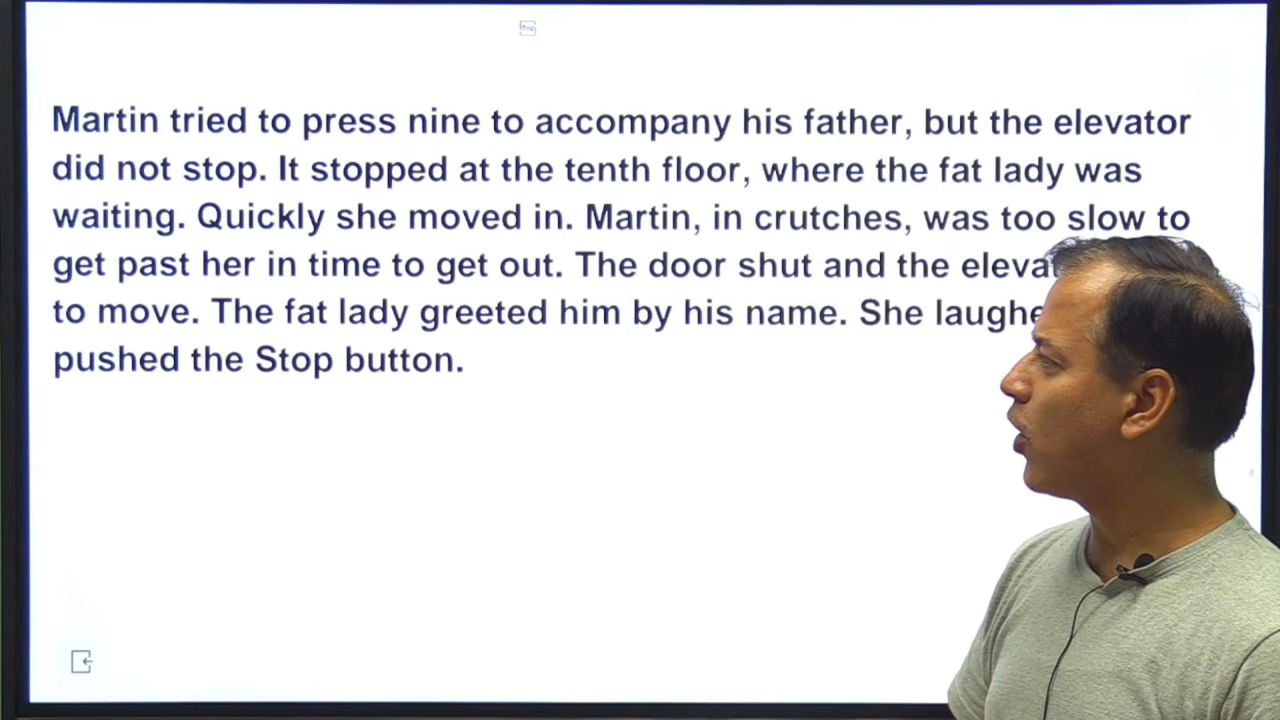 Martin tried to press nine to accompany his father, but the elevator
did not stop. It stopped at the tenth floor, where the fat lady was
waiting. Quickly she moved in. Martin, in crutches, was too slow to
get past her in time to get out. The door shut and the
to move. The fat lady greeted him by his name. She
pushed the Stop button.